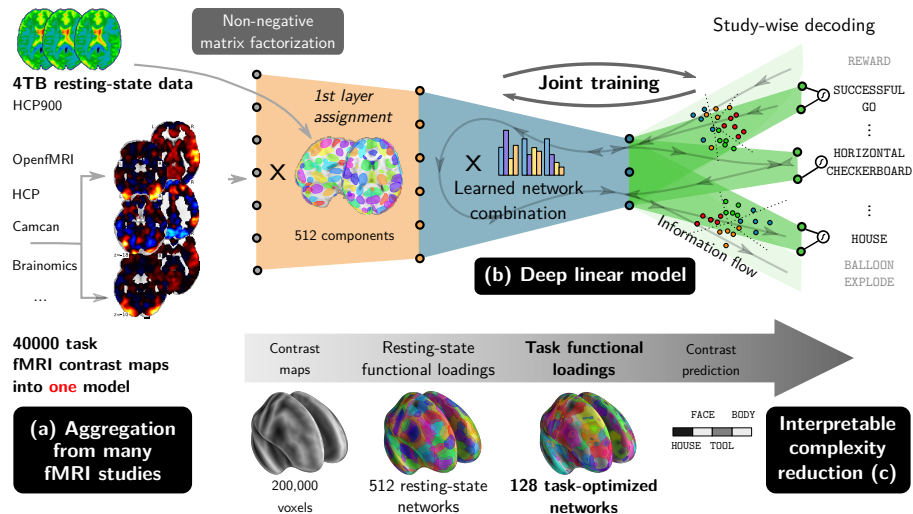 Non-negative
matrix factorization
Study-wise decoding
4TB resting-state data
HCP900
1st layer
assignment
Joint training
REWARD
SUCCESSFUL
GO
⋮
HORIZONTAL
CHECKERBOARD
⋮
HOUSE
BALLOON
EXPLODE
OpenfMRI
HCP
Camcan
Brainomics
...
L R
X
512 components
X
Learned network
combination
Information flow
(b) Deep linear model
40000 task
fMRI contrast maps
into one model
(a) Aggregation
from many
fMRI studies
Contrast
maps
Resting-state
functional loadings
Task functional
loadings
Contrast
prediction
200,000
voxels
512 resting-state
networks
128 task-optimized
networks
FACE BODY
HOUSE TOOL
Interpretable
complexity
reduction (c)